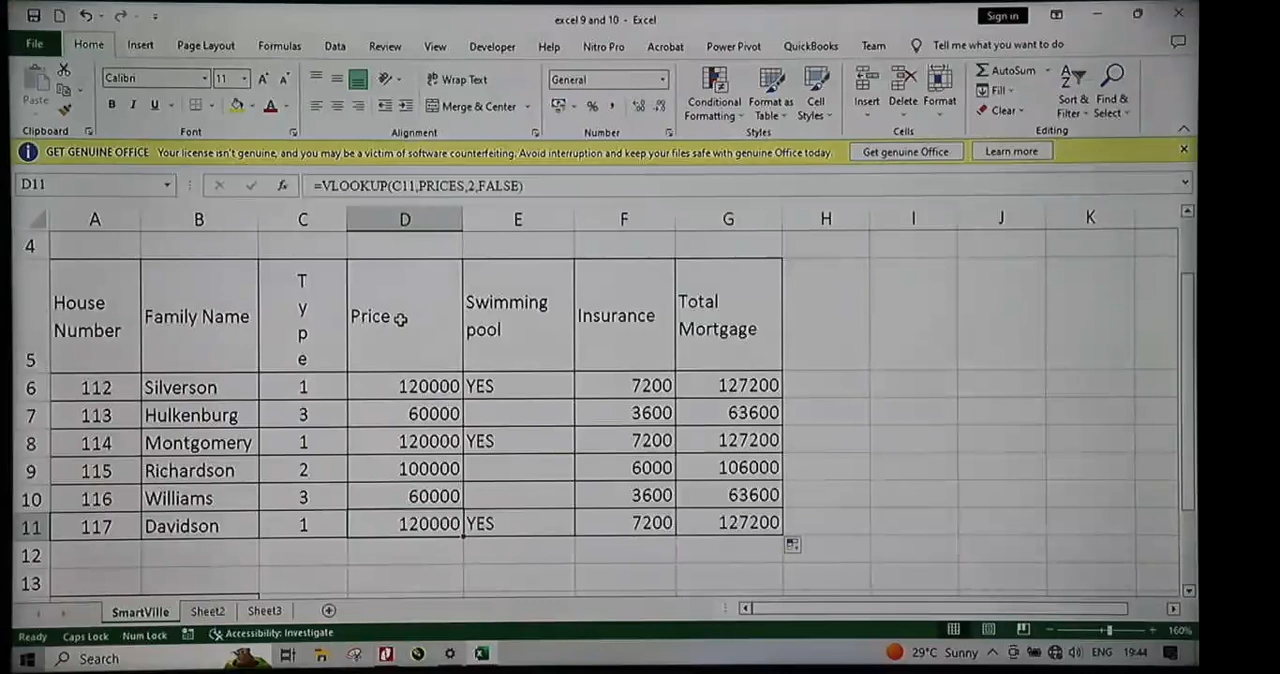 excel 9 and 10 - Excel
Sign in
File Home Insert Page Layout Formulas Data Review View Developer Help Nitro Pro Acrobat Power Pivot QuickBooks Team Tell me what you want to do
Paste
Calibri 11
B I U
Wrap Text
Merge & Center
General
%
Conditional Formatting
Format as Table
Cell Styles
Insert Delete Format
AutoSum
Fill
Clear
Sort & Filter
Find & Select
Clipboard Font Alignment Number Styles Cells Editing
GET GENUINE OFFICE Your license isn't genuine, and you may be a victim of software counterfeiting. Avoid interruption and keep your files safe with genuine Office today. Get genuine Office Learn more
D11 fx =VLOOKUP(C11,PRICES,2,FALSE)
A B C D E F G H I J K
4
5 House Number Family Name Type Price Swimming pool Insurance Total Mortgage
6 112 Silverson 1 120000 YES 7200 127200
7 113 Hulkenburg 3 60000 3600 63600
8 114 Montgomery 1 120000 YES 7200 127200
9 115 Richardson 2 100000 6000 106000
10 116 Williams 3 60000 3600 63600
11 117 Davidson 1 120000 YES 7200 127200
12
13
SmartVille Sheet2 Sheet3
Ready Caps Lock Num Lock Accessibility: Investigate 160%
Search 29°C Sunny ENG 19:44